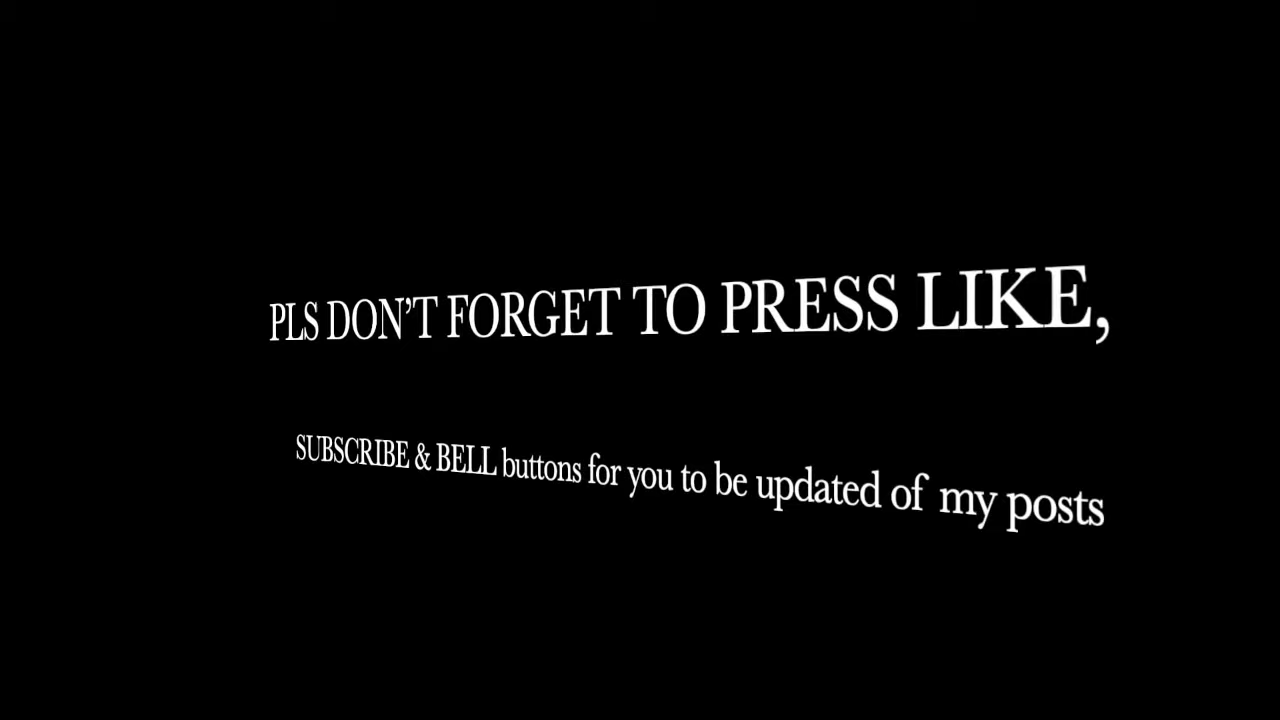 PLS DON’T FORGET TO PRESS LIKE,
SUBSCRIBE & BELL buttons for you to be updated of my posts